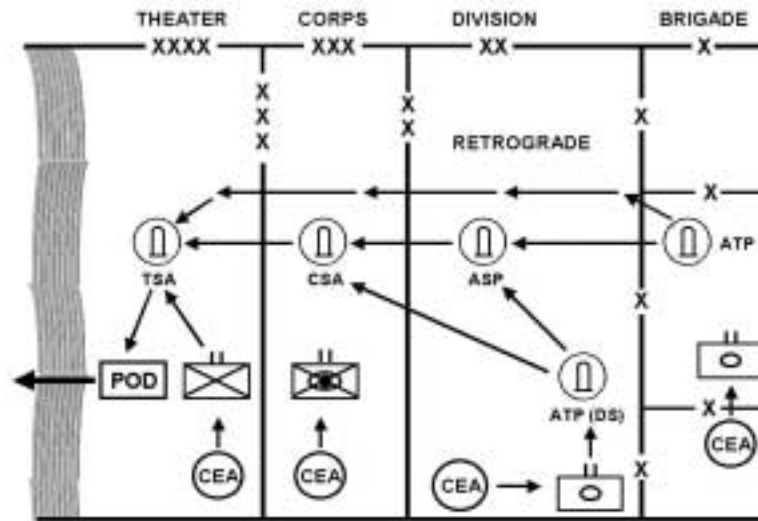 THEATER CORPS DIVISION BRIGADE
XXXX XXX XX X
X X X
X X
X
X
RETROGRADE
X
ATP
TSA CSA ASP
X
POD
ATP (DS)
X
CEA CEA CEA CEA
X